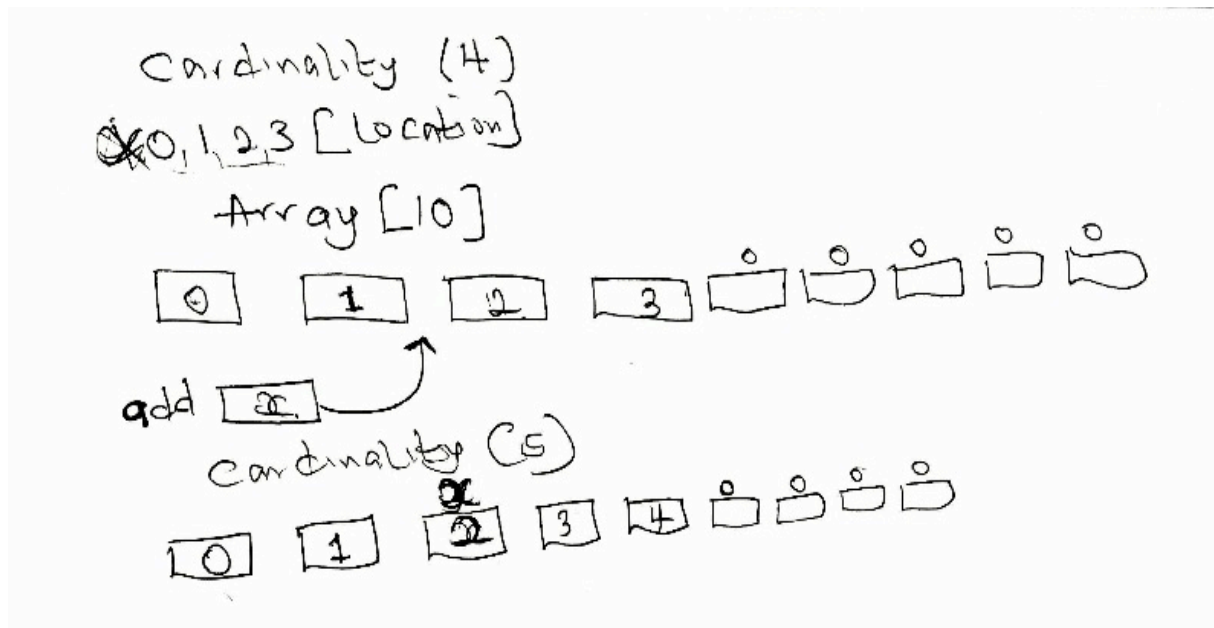 Cardinality (4)
0, 1, 2, 3 [Location]
Array [10]
0 1 2 3 0 0 0 0 0
add x
Cardinality (5)
x
0 1 2 3 4 0 0 0 0